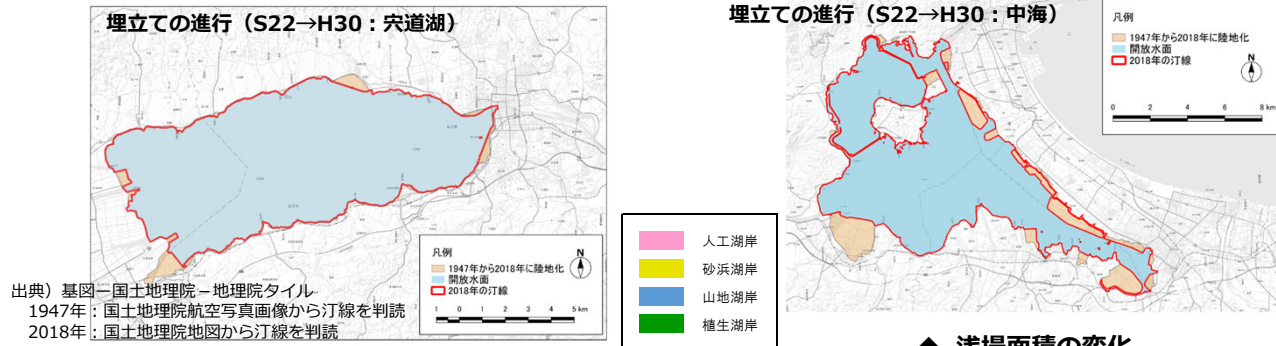 埋立ての進行（S22→H30：宍道湖）
凡例
1947年から2018年に陸地化
開放水面
2018年の汀線
N
1 0 1 2 3 4 5 km
出典）基図ー国土地理院－地理院タイル
1947年：国土地理院航空写真画像から汀線を判読
2018年：国土地理院地図から汀線を判読
人工湖岸
砂浜湖岸
山地湖岸
植生湖岸
埋立ての進行（S22→H30：中海）
凡例
1947年から2018年に陸地化
開放水面
2018年の汀線
N
0 2 4 6 8 km
◆ 浅場面積の変化